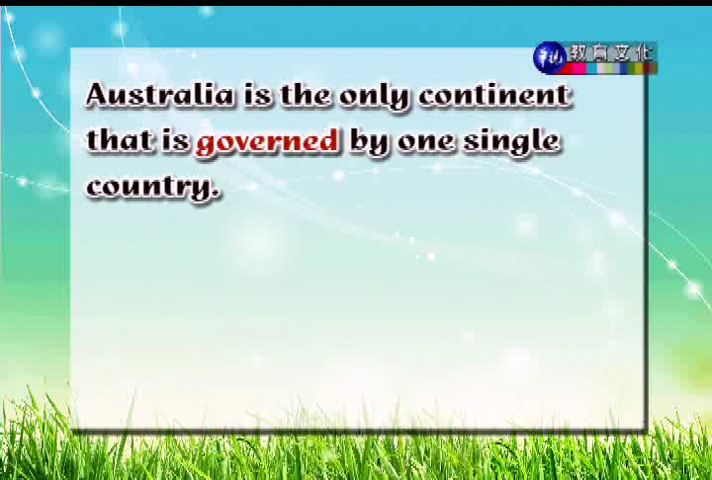 教育文化
Australia is the only continent
that is governed by one single
country.